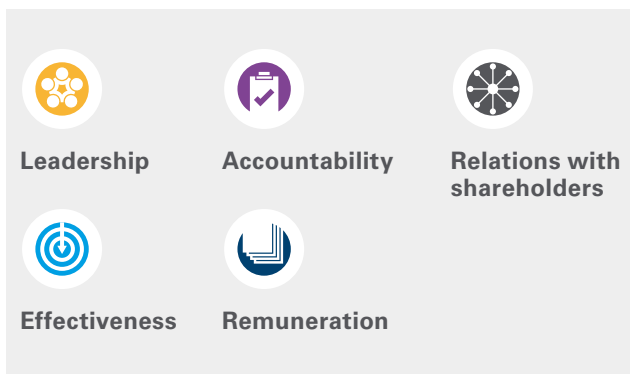 Leadership
Accountability
Relations with
shareholders
Effectiveness
Remuneration